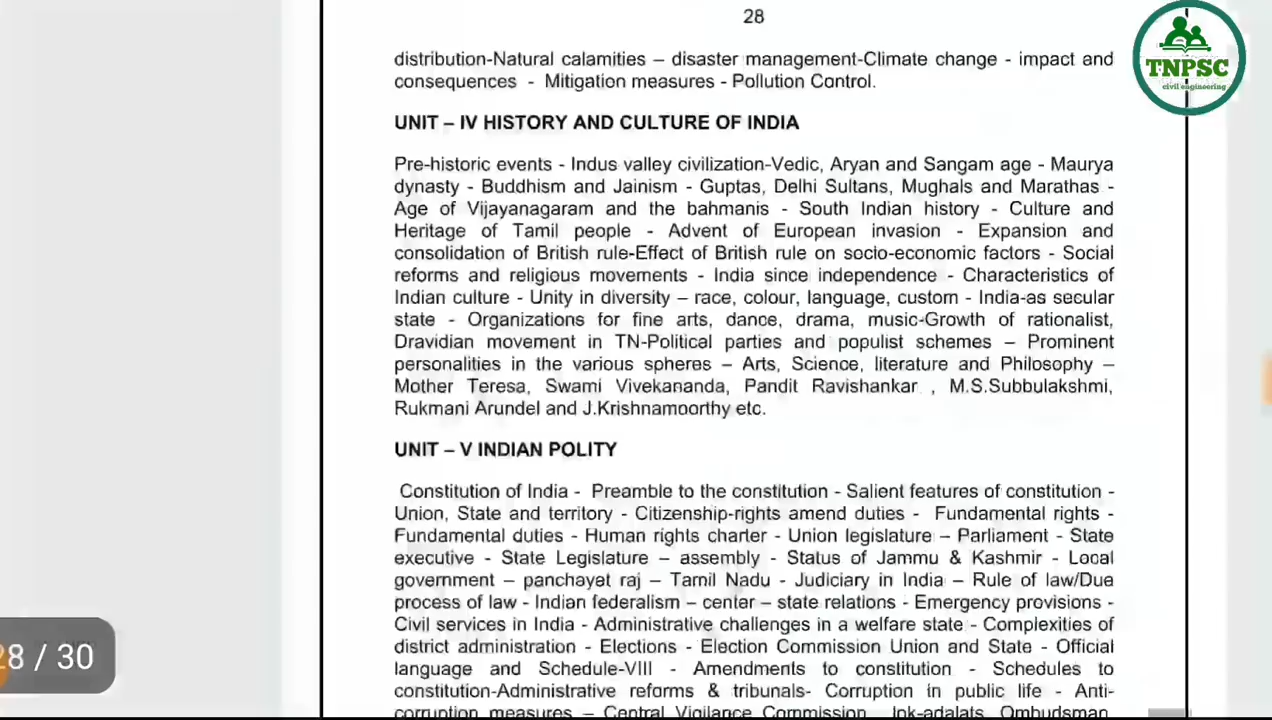 28
TNPSC
civil engineering
distribution-Natural calamities – disaster management-Climate change - impact and
consequences - Mitigation measures - Pollution Control.
UNIT – IV HISTORY AND CULTURE OF INDIA
Pre-historic events - Indus valley civilization-Vedic, Aryan and Sangam age - Maurya
dynasty - Buddhism and Jainism - Guptas, Delhi Sultans, Mughals and Marathas -
Age of Vijayanagaram and the bahmanis - South Indian history - Culture and
Heritage of Tamil people - Advent of European invasion - Expansion and
consolidation of British rule-Effect of British rule on socio-economic factors - Social
reforms and religious movements - India since independence - Characteristics of
Indian culture - Unity in diversity – race, colour, language, custom - India-as secular
state - Organizations for fine arts, dance, drama, music-Growth of rationalist,
Dravidian movement in TN-Political parties and populist schemes – Prominent
personalities in the various spheres – Arts, Science, literature and Philosophy –
Mother Teresa, Swami Vivekananda, Pandit Ravishankar , M.S.Subbulakshmi,
Rukmani Arundel and J.Krishnamoorthy etc.
UNIT – V INDIAN POLITY
Constitution of India - Preamble to the constitution - Salient features of constitution -
Union, State and territory - Citizenship-rights amend duties - Fundamental rights -
Fundamental duties - Human rights charter - Union legislature – Parliament - State
executive - State Legislature – assembly - Status of Jammu & Kashmir - Local
government – panchayat raj – Tamil Nadu - Judiciary in India – Rule of law/Due
process of law - Indian federalism – center – state relations - Emergency provisions -
Civil services in India - Administrative challenges in a welfare state - Complexities of
district administration - Elections - Election Commission Union and State - Official
language and Schedule-VIII - Amendments to constitution - Schedules to
constitution-Administrative reforms & tribunals- Corruption in public life - Anti-
corruption measures – Central Vigilance Commission, lok-adalats, Ombudsman,
28 / 30